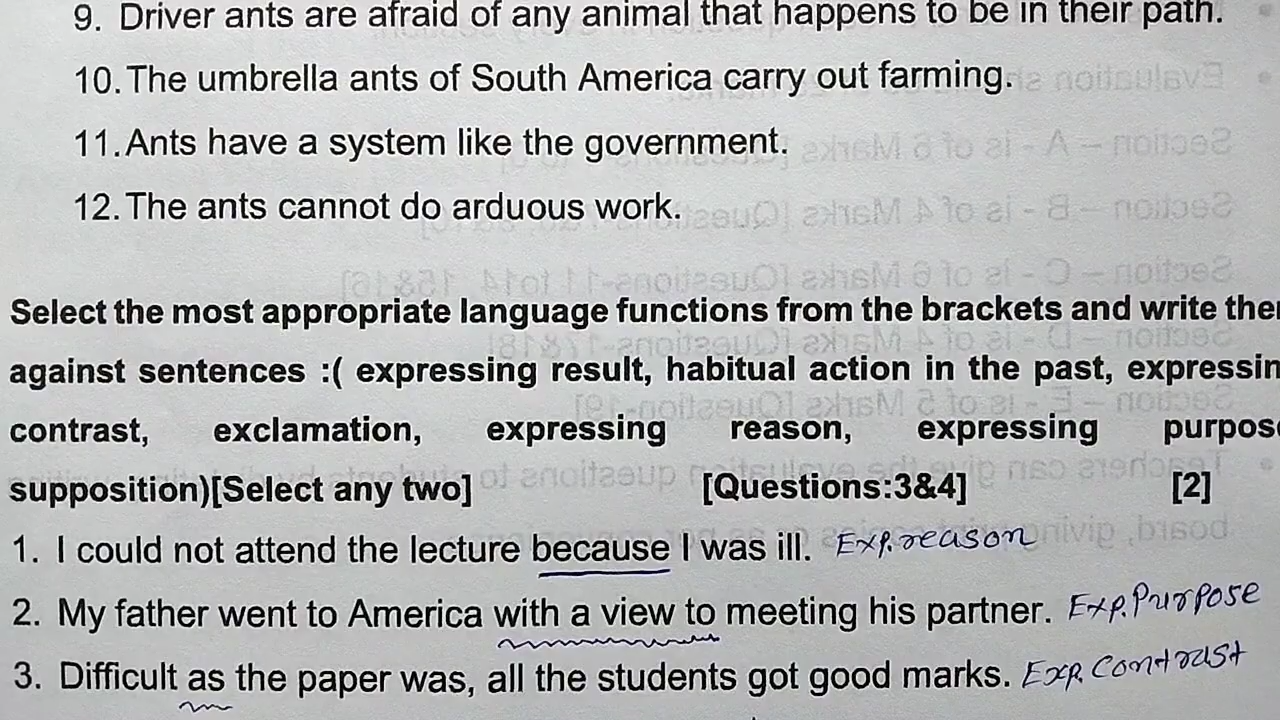 9. Driver ants are afraid of any animal that happens to be in their path.
10. The umbrella ants of South America carry out farming.
11. Ants have a system like the government.
12. The ants cannot do arduous work.
Select the most appropriate language functions from the brackets and write the
against sentences :( expressing result, habitual action in the past, expressin
contrast, exclamation, expressing reason, expressing purpos
supposition)[Select any two] [Questions:3&4] [2]
1. I could not attend the lecture because I was ill. Exp.reason
2. My father went to America with a view to meeting his partner. Exp.Purpose
3. Difficult as the paper was, all the students got good marks. Exp.Contrast